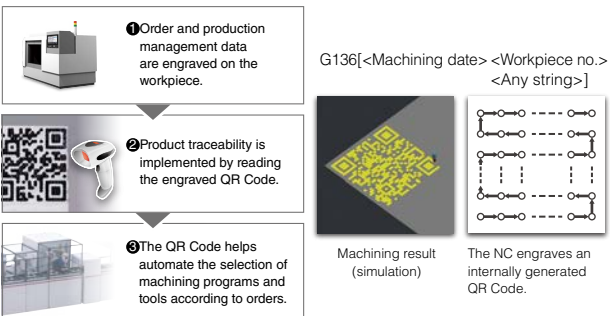 ❶Order and production
management data
are engraved on the
workpiece.
❷Product traceability is
implemented by reading
the engraved QR Code.
❸The QR Code helps
automate the selection of
machining programs and
tools according to orders.
G136[<Machining date> <Workpiece no.>
<Any string>]
Machining result
(simulation)
The NC engraves an
internally generated
QR Code.